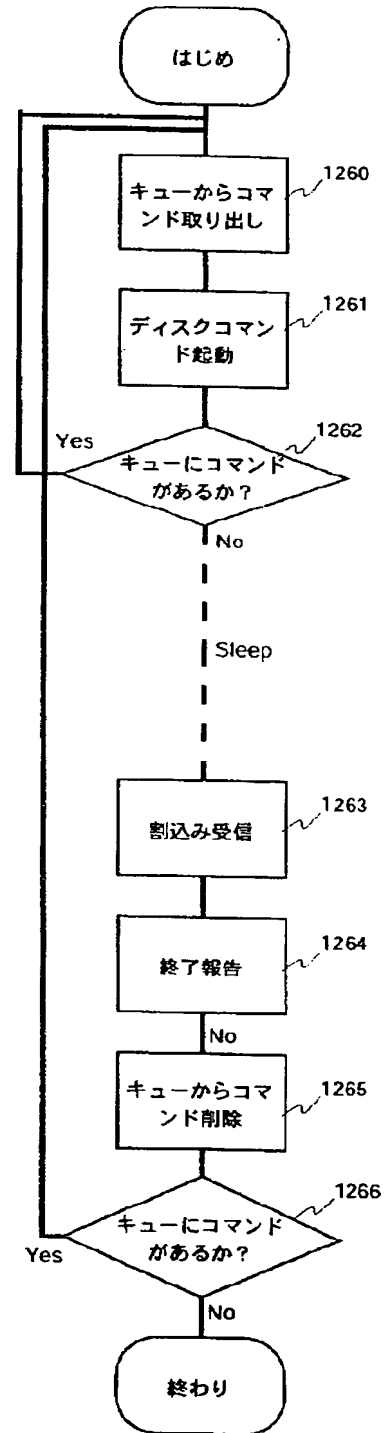 はじめ
キューからコマ
ンド取り出し
1260
ディスクコマン
ド起動
1261
1262
Yes
キューにコマンド
があるか？
No
Sleep
割込み受信
1263
終了報告
1264
No
キューからコマ
ンド削除
1265
1266
キューにコマンド
があるか？
Yes
No
終わり